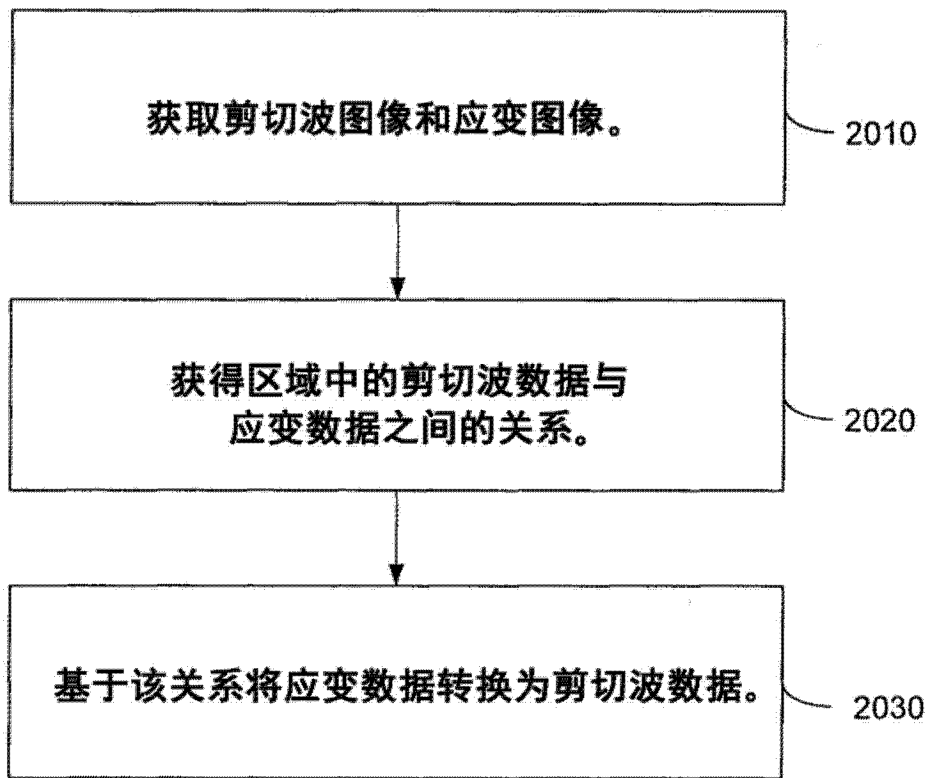 获取剪切波图像和应变图像。
2010
获得区域中的剪切波数据与
应变数据之间的关系。
2020
基于该关系将应变数据转换为剪切波数据。
2030